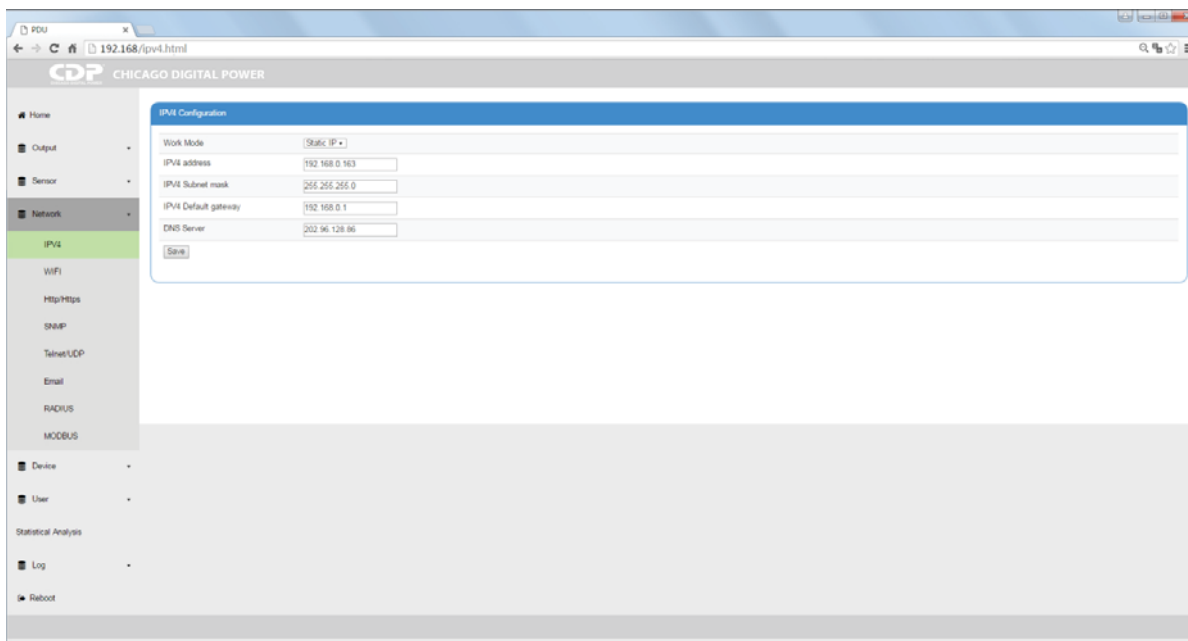 PDU
192.168/ipv4.html
CDP CHICAGO DIGITAL POWER
Home
Output
Sensor
Network
IPV4
WIFI
Http/Https
SNMP
Telnet/UDP
Email
RADIUS
MODBUS
Device
User
Statistical Analysis
Log
Reboot
IPV4 Configuration
Work Mode Static IP
IPV4 address 192.168.0.163
IPV4 Subnet mask 255.255.255.0
IPV4 Default gateway 192.168.0.1
DNS Server 202.96.128.86
Save